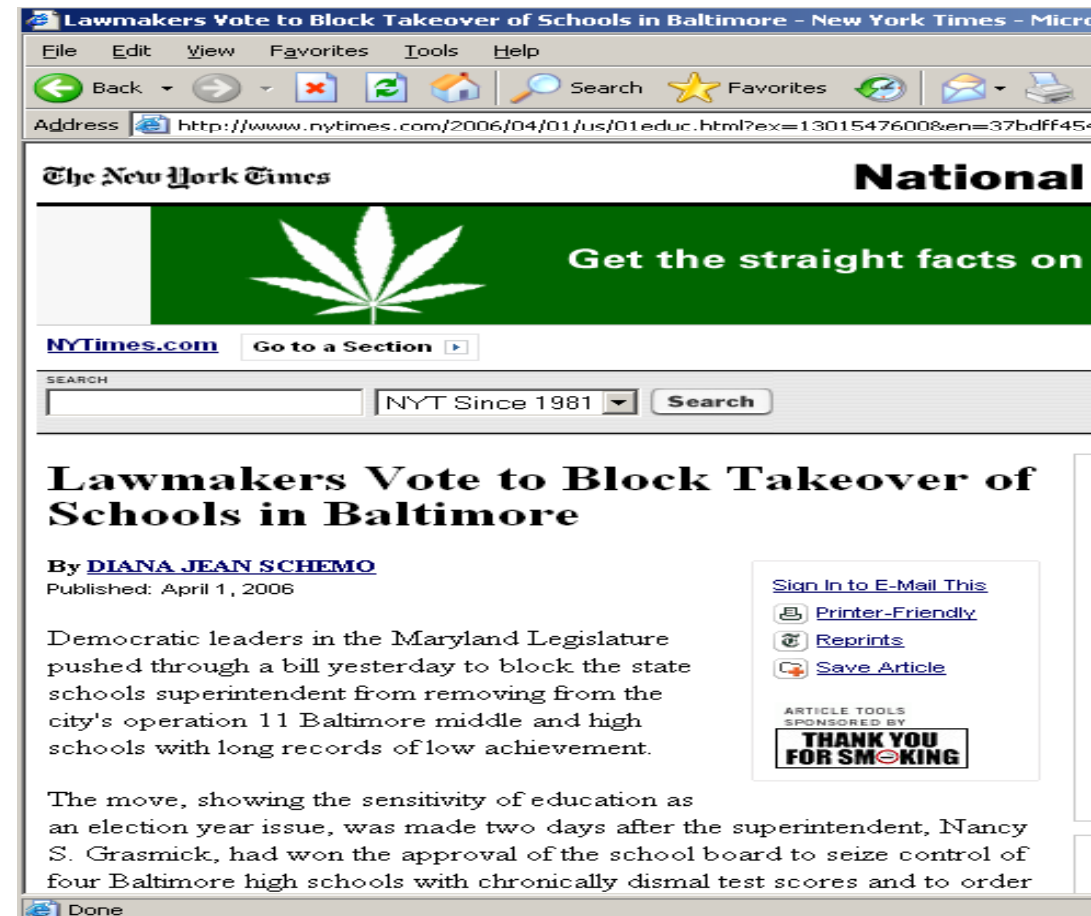 Lawmakers Vote to Block Takeover of Schools in Baltimore - New York Times - Micro
File Edit View Favorites Tools Help
Back Search Favorites
Address http://www.nytimes.com/2006/04/01/us/01educ.html?ex=1301547600&en=37bdff454
The New York Times National
Get the straight facts on
NYTimes.com Go to a Section
SEARCH
NYT Since 1981 Search
Lawmakers Vote to Block Takeover of
Schools in Baltimore
By DIANA JEAN SCHEMO
Published: April 1, 2006
Democratic leaders in the Maryland Legislature
pushed through a bill yesterday to block the state
schools superintendent from removing from the
city's operation 11 Baltimore middle and high
schools with long records of low achievement.
Sign In to E-Mail This
Printer-Friendly
Reprints
Save Article
ARTICLE TOOLS
SPONSORED BY
THANK YOU
FOR SMOKING
The move, showing the sensitivity of education as
an election year issue, was made two days after the superintendent, Nancy
S. Grasmick, had won the approval of the school board to seize control of
four Baltimore high schools with chronically dismal test scores and to order
Done